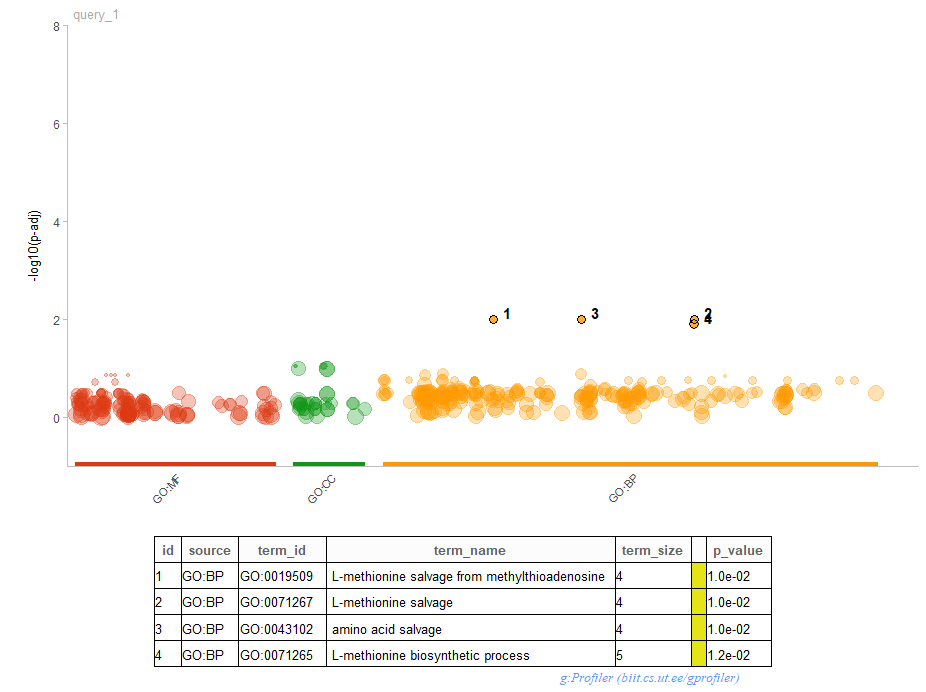 query_1
8
6
4
2
0
-log10(p-adj)
1
3
2
4
GO:MF
GO:CC
GO:BP
id source term_id term_name term_size p_value
1 GO:BP GO:0019509 L-methionine salvage from methylthioadenosine 4 1.0e-02
2 GO:BP GO:0071267 L-methionine salvage 4 1.0e-02
3 GO:BP GO:0043102 amino acid salvage 4 1.0e-02
4 GO:BP GO:0071265 L-methionine biosynthetic process 5 1.2e-02
g:Profiler (biit.cs.ut.ee/gprofiler)